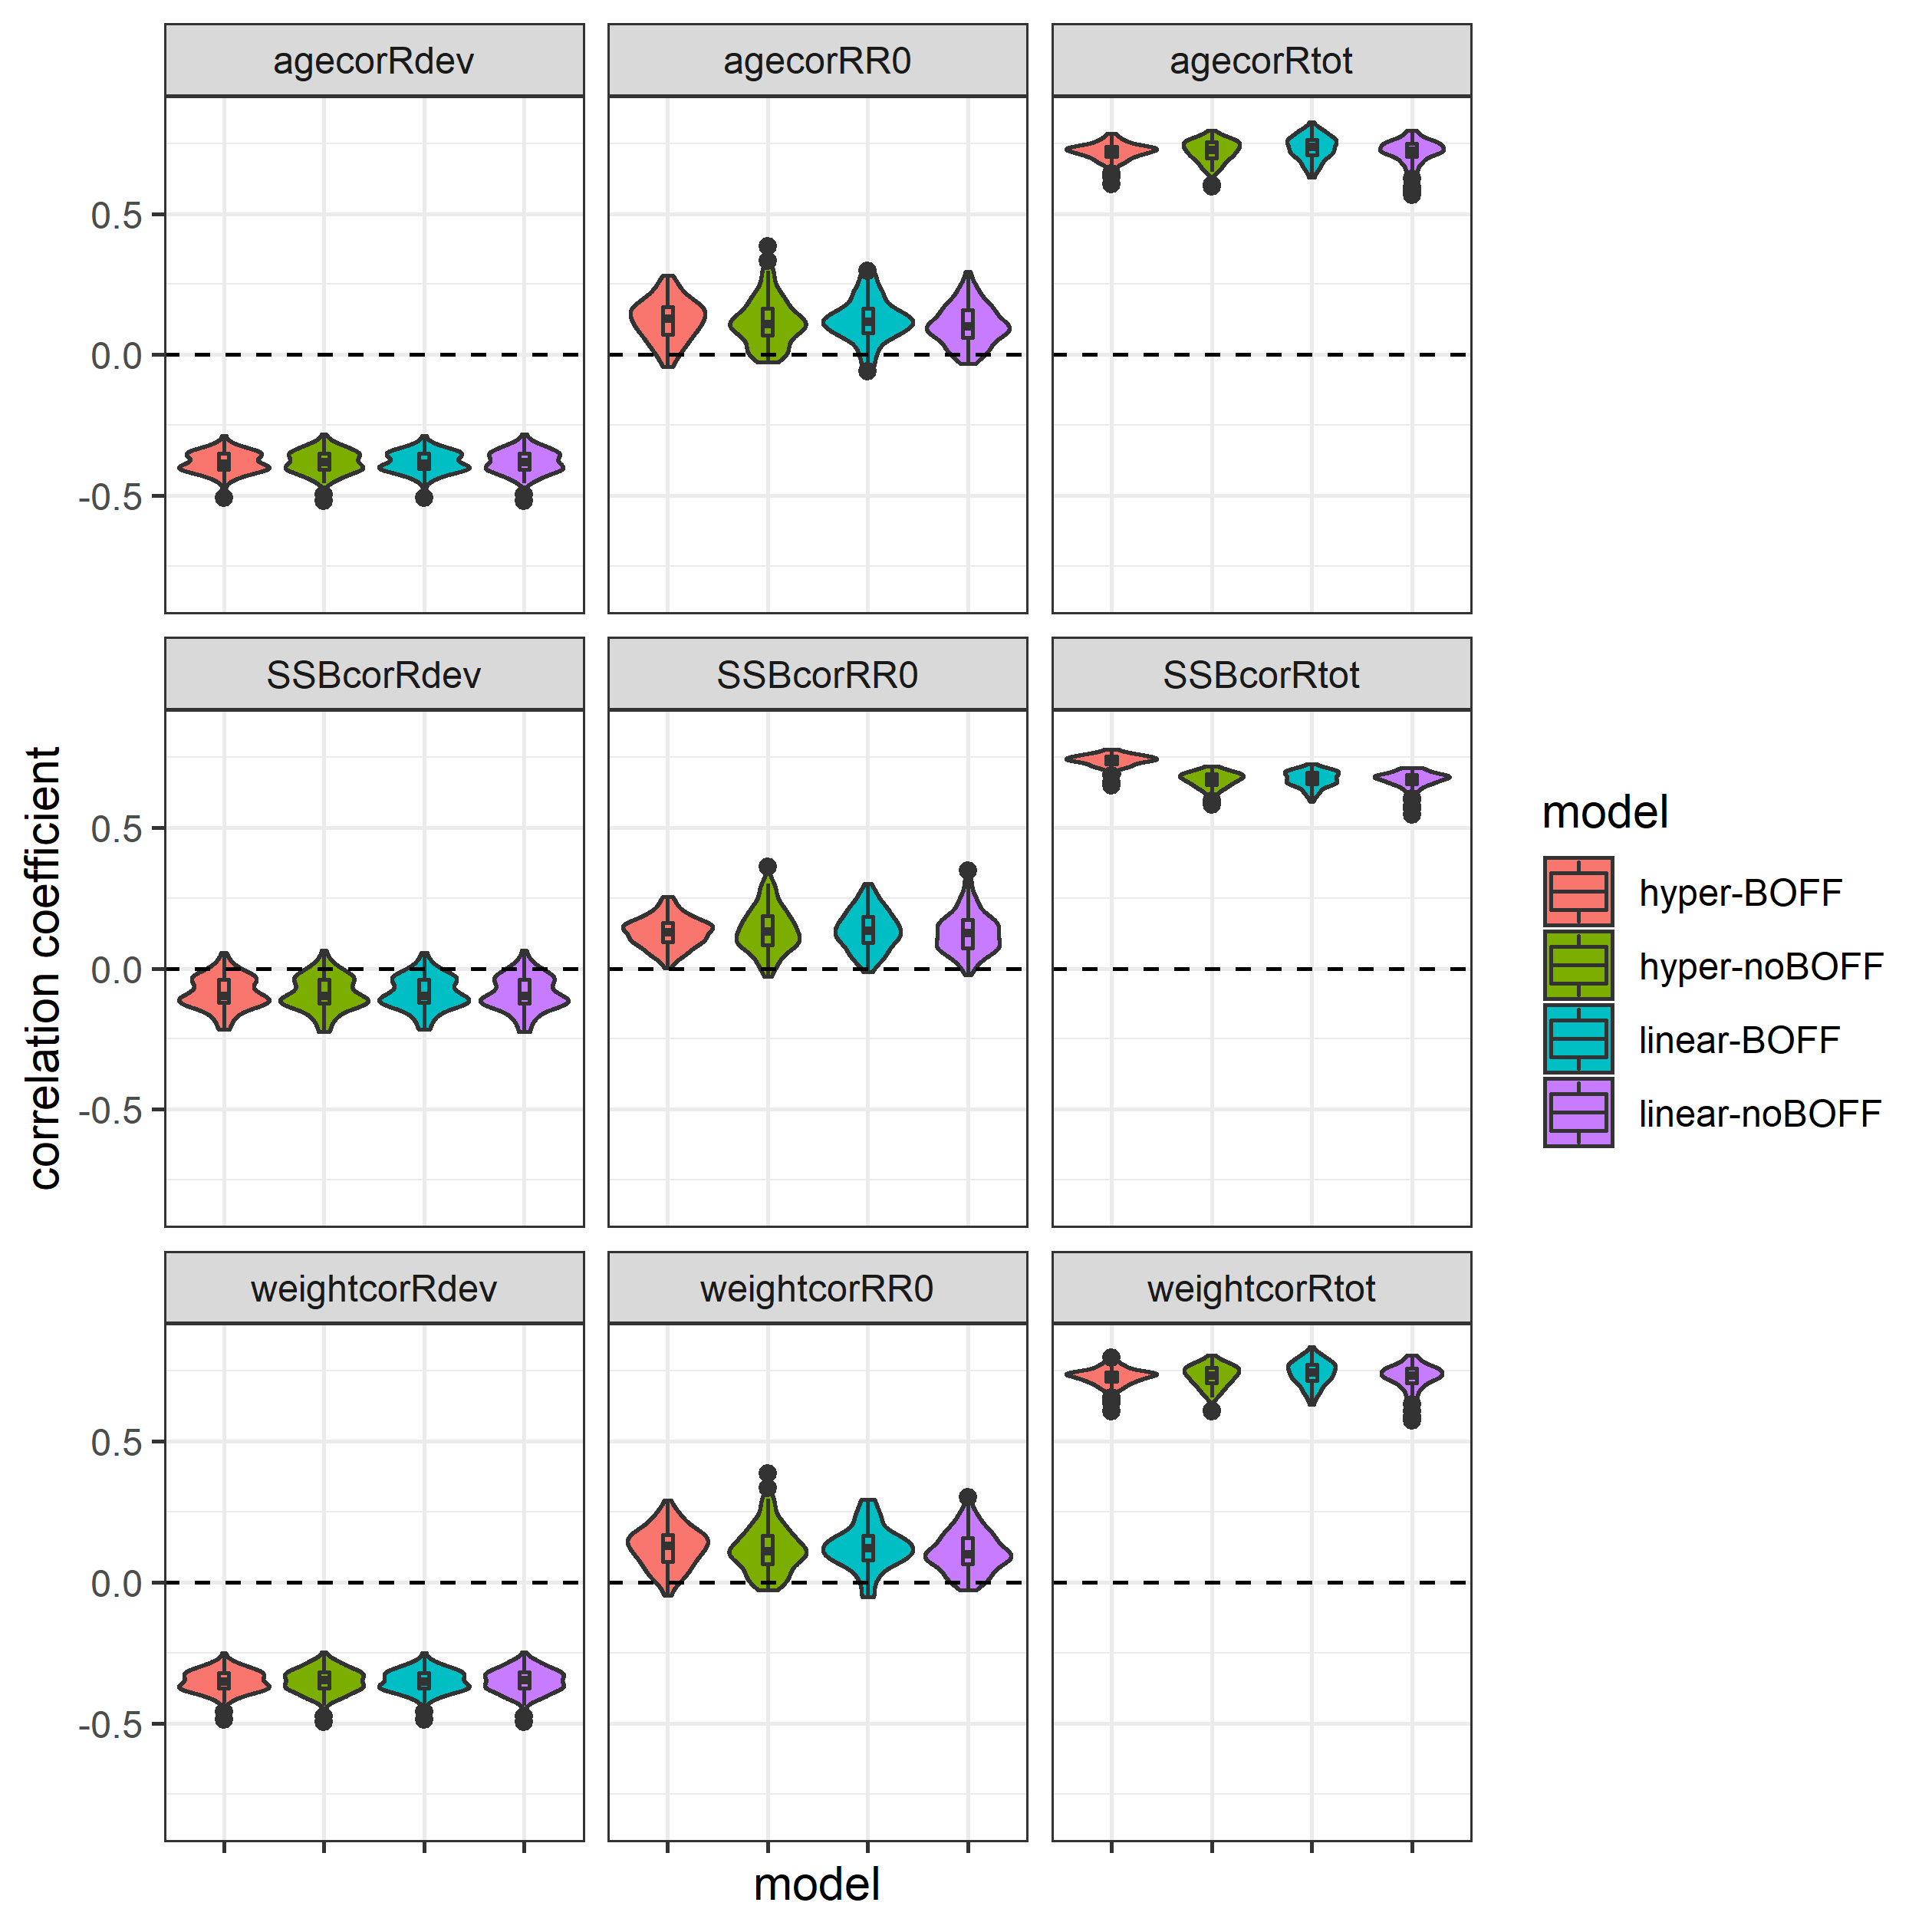 agecorRdev
agecorRR0
agecorRtot
0.5
0.0
-0.5
SSBcorRdev
SSBcorRR0
SSBcorRtot
0.5
0.0
-0.5
weightcorRdev
weightcorRR0
weightcorRtot
0.5
0.0
-0.5
correlation coefficient
model
model
hyper-BOFF
hyper-noBOFF
linear-BOFF
linear-noBOFF